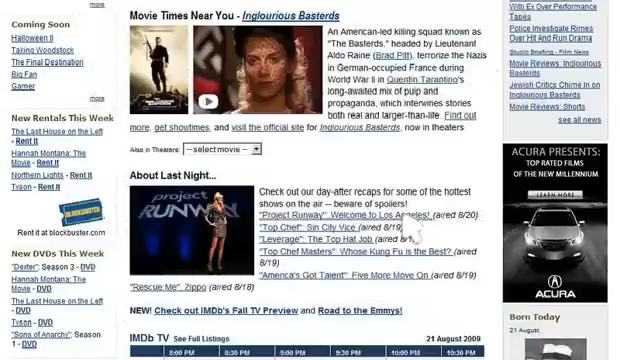 more
Coming Soon
Halloween II
Taking Woodstock
The Final Destination
Big Fan
Gamer
more
New Rentals This Week
The Last House on the Left
- Rent It
Hannah Montana: The
Movie - Rent It
Northern Lights - Rent It
Tyson - Rent It
BLOCKBUSTER
Rent it at blockbuster.com
New DVDs This Week
"Dexter": Season 3 - DVD
Hannah Montana: The
Movie - DVD
The Last House on the Left
- DVD
Tyson - DVD
"Sons of Anarchy": Season
1 - DVD
Movie Times Near You - Inglourious Basterds
An American-led killing squad known as
"The Basterds," headed by Lieutenant
Aldo Raine (Brad Pitt), terrorize the Nazis
in German-occupied France during
World War II in Quentin Tarantino's
long-awaited mix of pulp and
propaganda, which intertwines stories
both real and larger-than-life. Find out
more, get showtimes, and visit the official site for Inglourious Basterds, now in theaters
Also in Theaters: -- select movie --
About Last Night...
project
RUNWAY
Check out our day-after recaps for some of the hottest
shows on the air -- beware of spoilers!
"Project Runway": Welcome to Los Angeles! (aired 8/20)
"Top Chef": Sin City Vice (aired 8/19)
"Leverage": The Top Hat Job (aired 8/1
"Top Chef Masters": Whose Kung Fu is the Best? (aired
8/19)
"America's Got Talent": Five More Move On (aired 8/19)
"Rescue Me": Zippo (aired 8/18)
NEW! Check out IMDb's Fall TV Preview and Road to the Emmys!
IMDb TV See Full Listings 21 August 2009
8:00 PM 8:30 PM 9:00 PM 9:30 PM 10:00 PM 10:30 PM
With Ex Over Performance
Tapes
Police Investigate Rimes
Over Hit And Run Drama
Studio Briefing - Film News
Movie Reviews: Inglourious
Basterds
Jewish Critics Chime In on
Inglourious Basterds
Movie Reviews: Shorts
see all news
ACURA PRESENTS:
TOP RATED FILMS
OF THE NEW MILLENNIUM
LEARN MORE
ACURA
Born Today
21 August